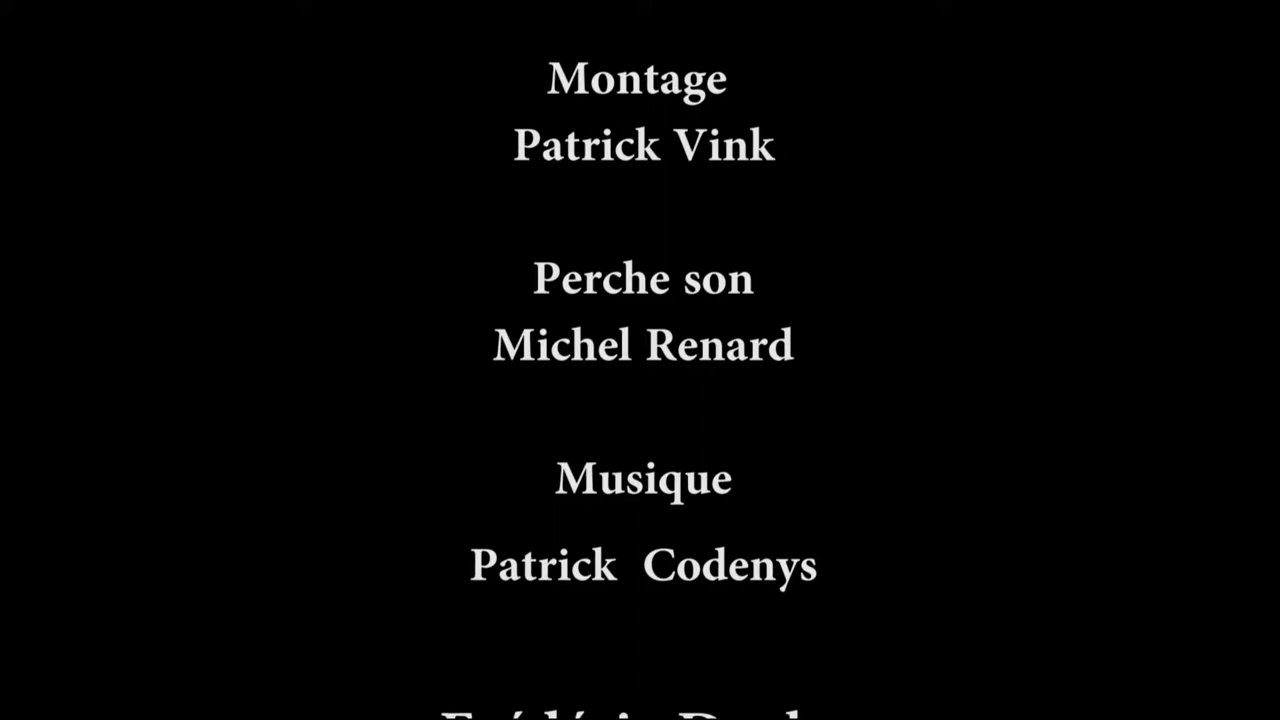 Montage
Patrick Vink
Perche son
Michel Renard
Musique
Patrick Codenys